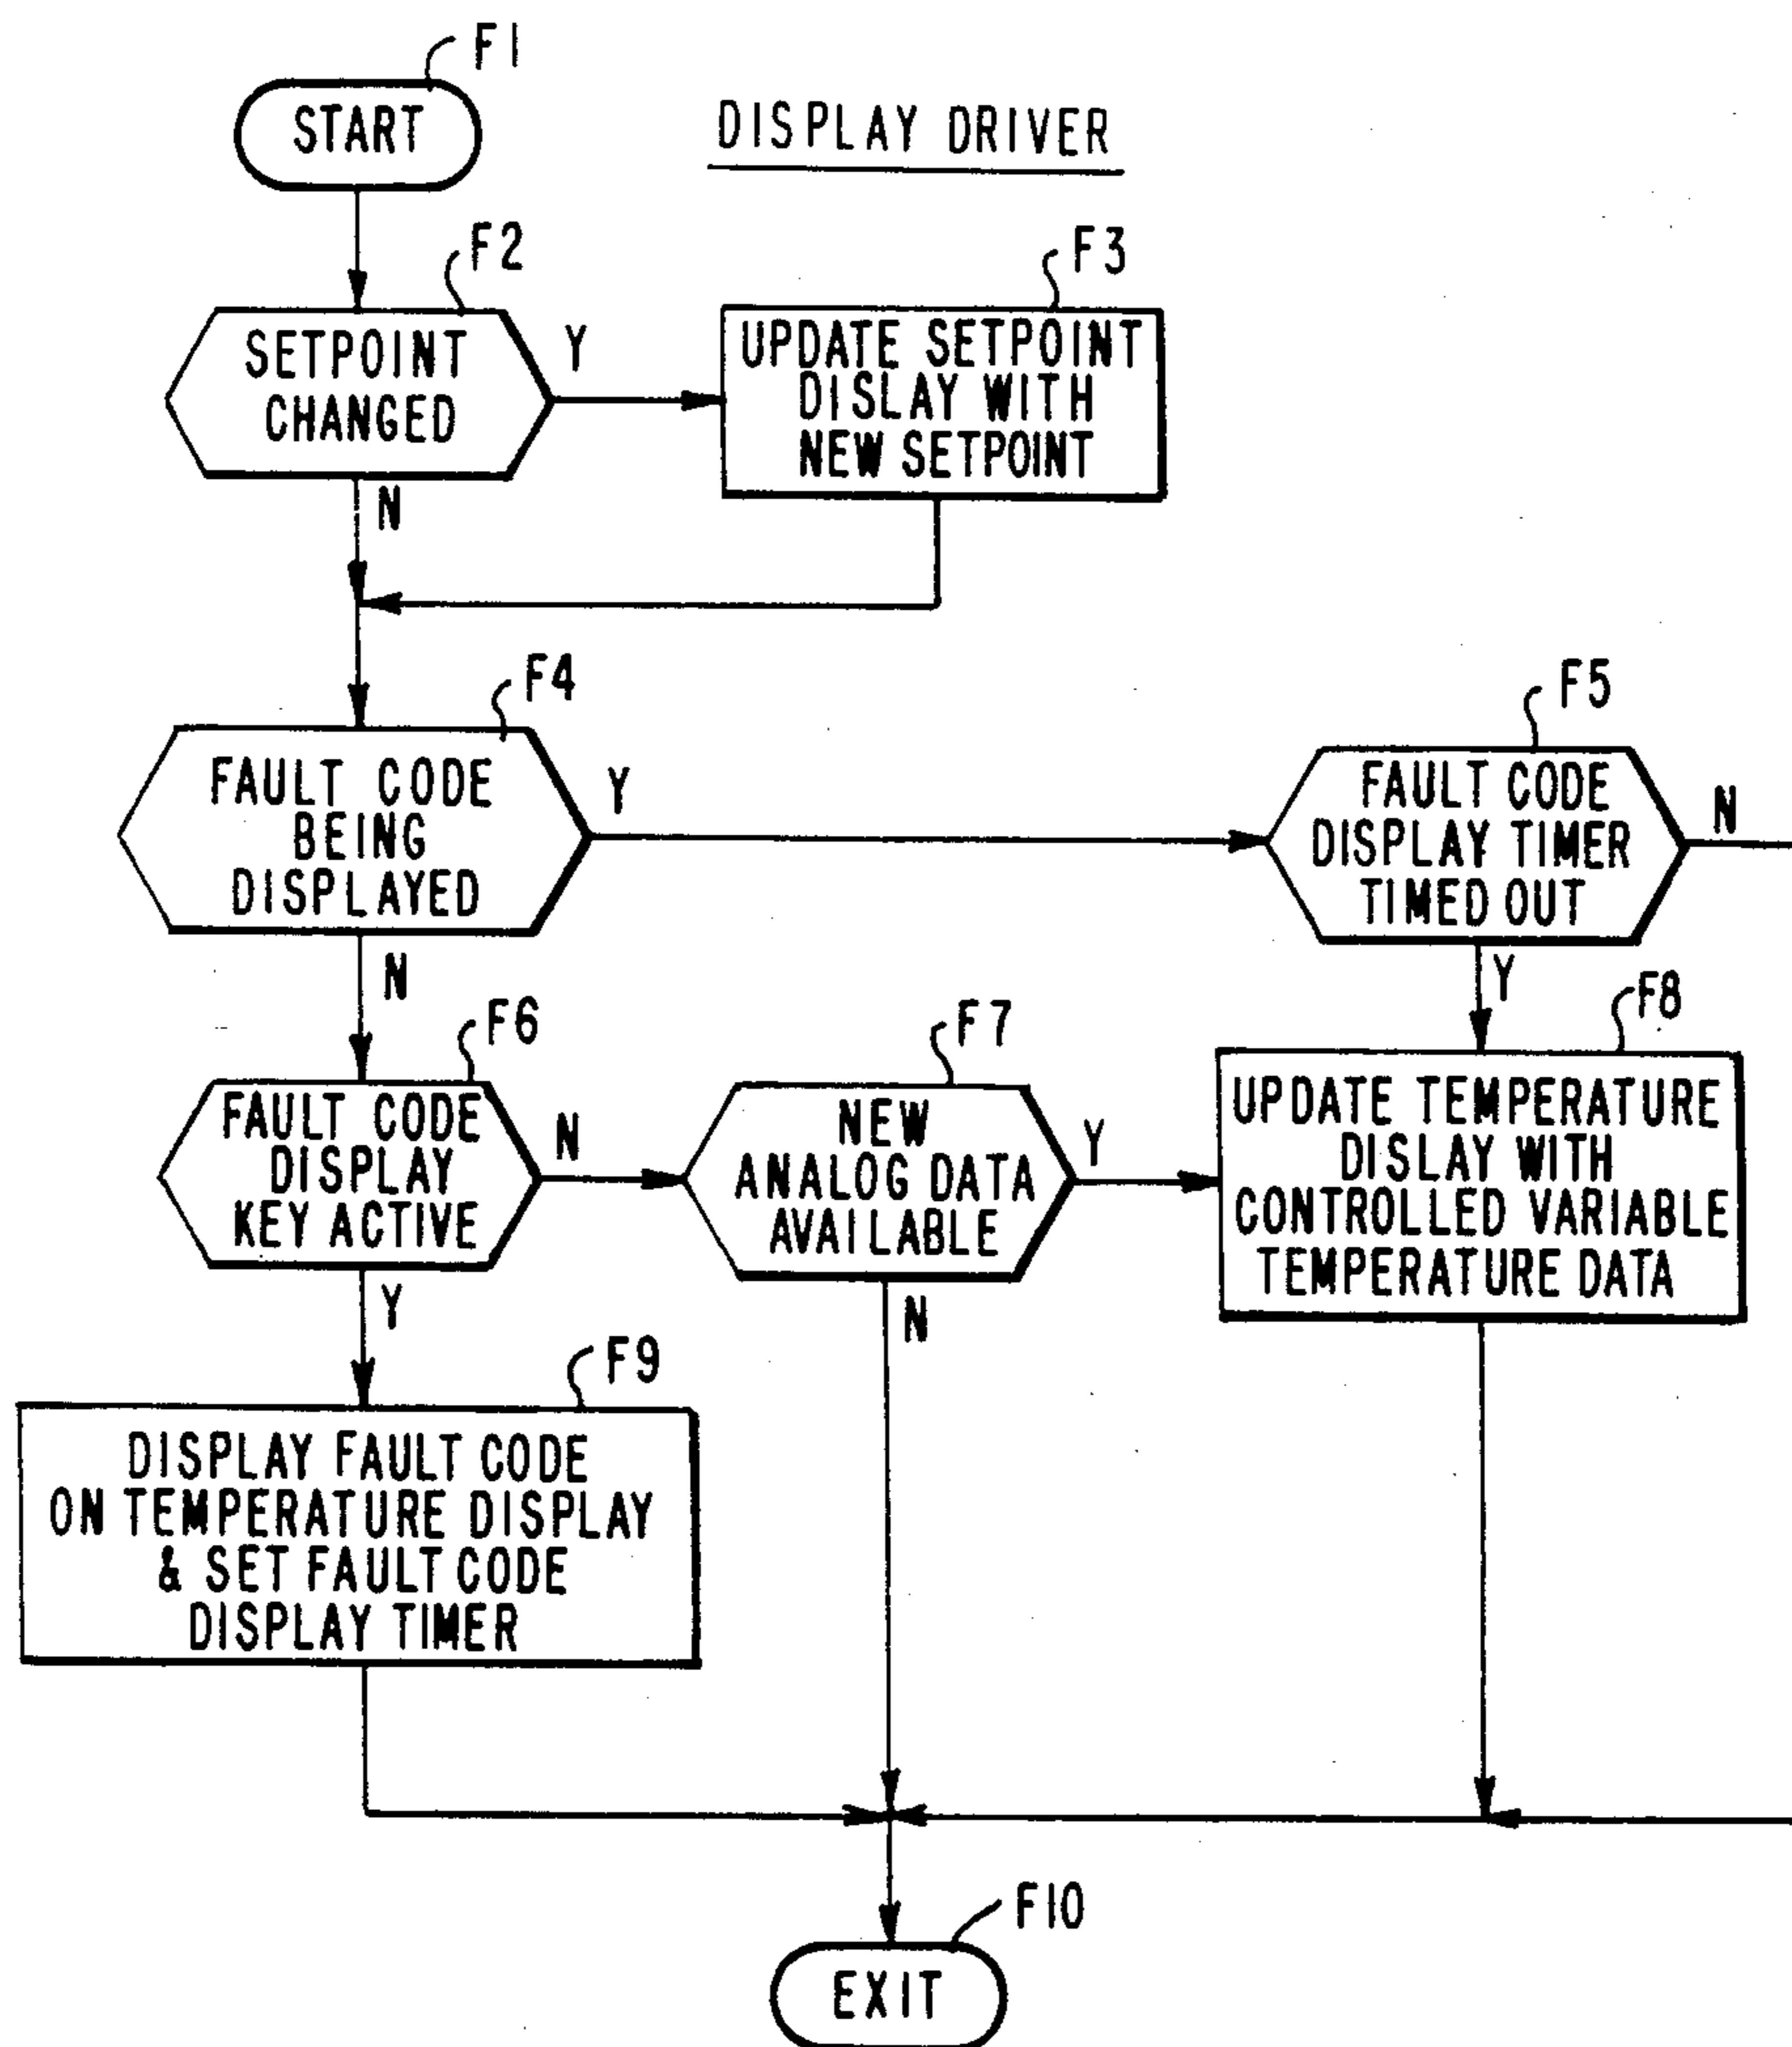 F1
START
DISPLAY DRIVER
F2
SETPOINT
CHANGED
Y
N
F3
UPDATE SETPOINT
DISLAY WITH
NEW SETPOINT
F4
FAULT CODE
BEING
DISPLAYED
Y
N
F5
FAULT CODE
DISPLAY TIMER
TIMED OUT
N
Y
F6
FAULT CODE
DISPLAY
KEY ACTIVE
N
Y
F7
NEW
ANALOG DATA
AVAILABLE
Y
N
F8
UPDATE TEMPERATURE
DISLAY WITH
CONTROLLED VARIABLE
TEMPERATURE DATA
F9
DISPLAY FAULT CODE
ON TEMPERATURE DISPLAY
& SET FAULT CODE
DISPLAY TIMER
F10
EXIT